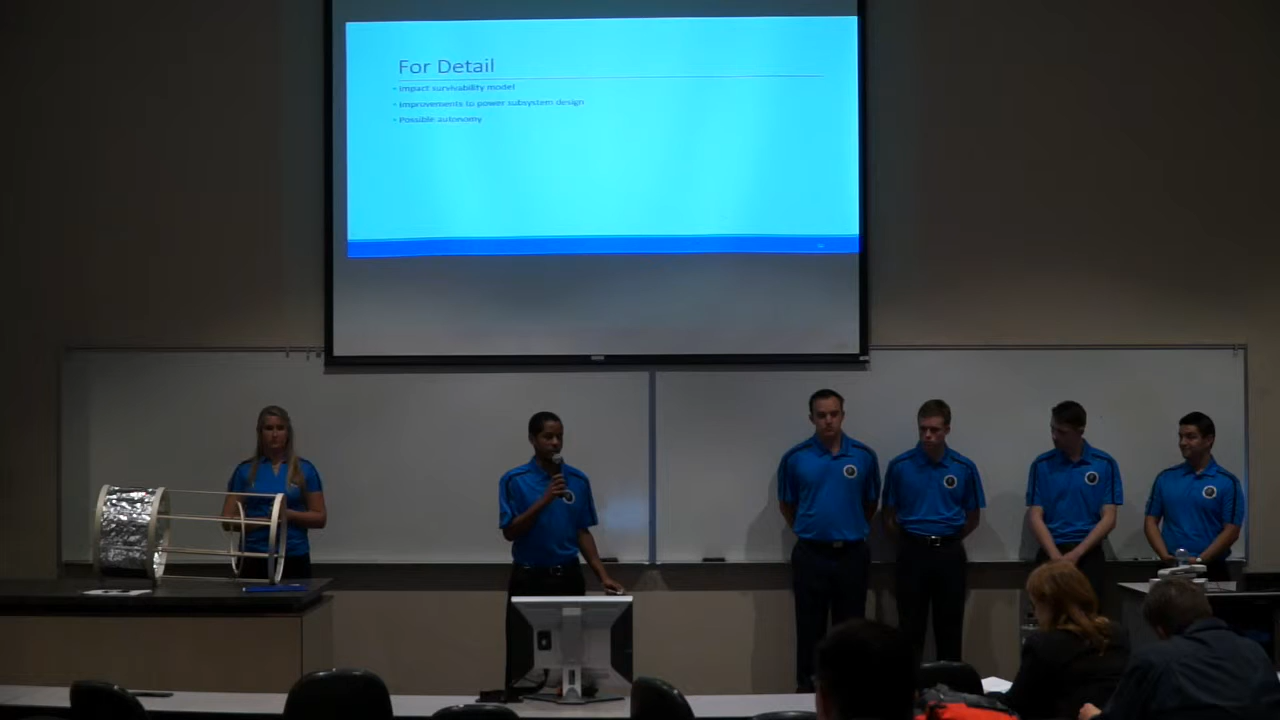 For Detail
• Impact survivability model
• Improvements to power subsystem design
• Possible autonomy